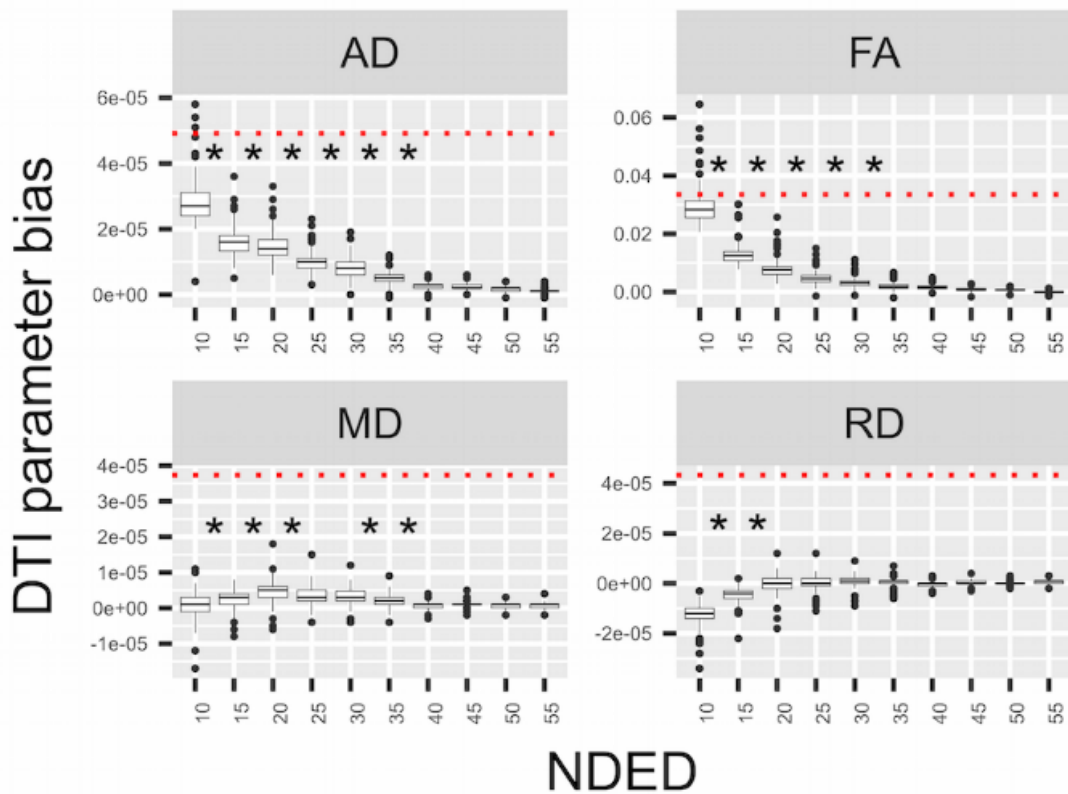 AD
FA
6e-05
4e-05
2e-05
0e+00
0.06
0.04
0.02
0.00
* * * * * *
* * * * *
10 15 20 25 30 35 40 45 50 55
10 15 20 25 30 35 40 45 50 55
DTI parameter bias
MD
RD
4e-05
3e-05
2e-05
1e-05
0e+00
-1e-05
4e-05
2e-05
0e+00
-2e-05
* * * * *
* *
10 15 20 25 30 35 40 45 50 55
10 15 20 25 30 35 40 45 50 55
NDED